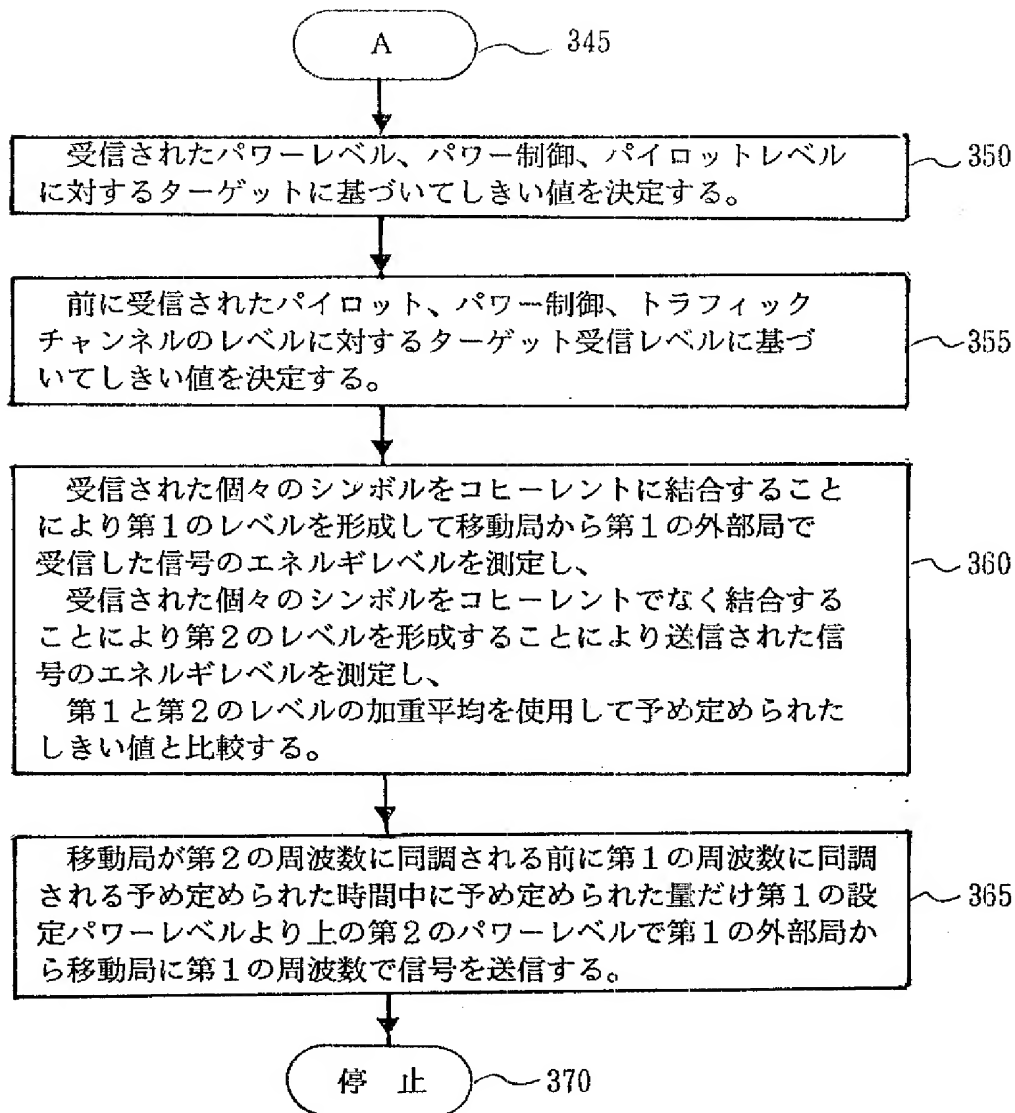 A
345
受信されたパワーレベル、パワー制御、パイロットレベル
に対するターゲットに基づいてしきい値を決定する。
350
前に受信されたパイロット、パワー制御、トラフィック
チャンネルのレベルに対するターゲット受信レベルに基づ
いてしきい値を決定する。
355
受信された個々のシンボルをコヒーレントに結合すること
により第１のレベルを形成して移動局から第１の外部局で
受信した信号のエネルギレベルを測定し、
受信された個々のシンボルをコヒーレントでなく結合する
ことにより第２のレベルを形成することにより送信された信
号のエネルギレベルを測定し、
第１と第２のレベルの加重平均を使用して予め定められた
しきい値と比較する。
360
移動局が第２の周波数に同調される前に第１の周波数に同調
される予め定められた時間中に予め定められた量だけ第１の設
定パワーレベルより上の第２のパワーレベルで第１の外部局か
ら移動局に第１の周波数で信号を送信する。
365
停 止
370